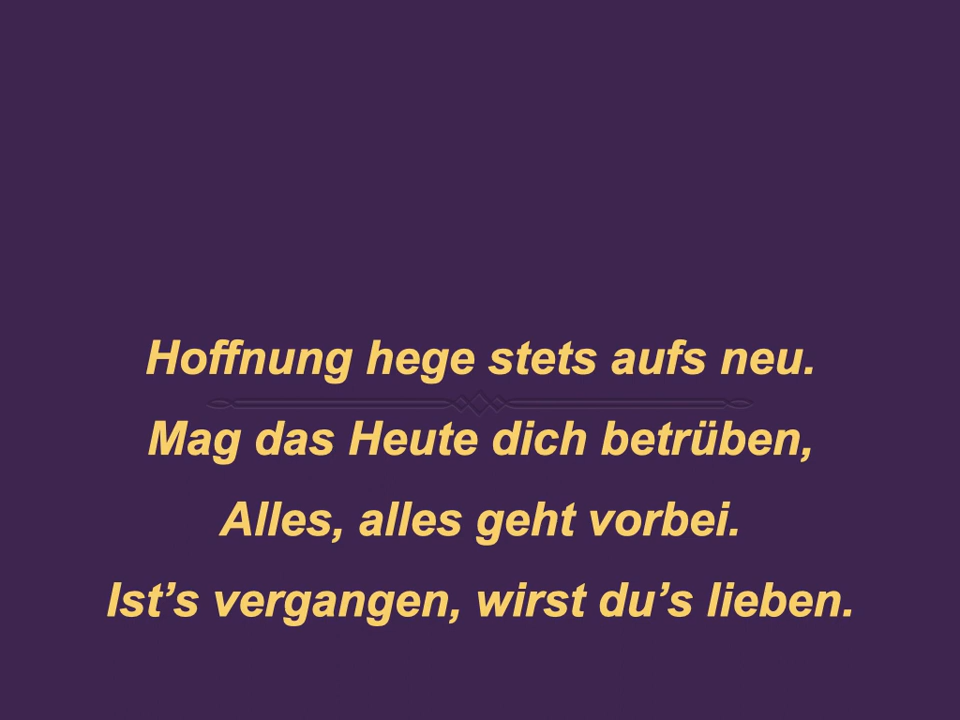 Hoffnung hege stets aufs neu.
Mag das Heute dich betrüben,
Alles, alles geht vorbei.
Ist’s vergangen, wirst du’s lieben.